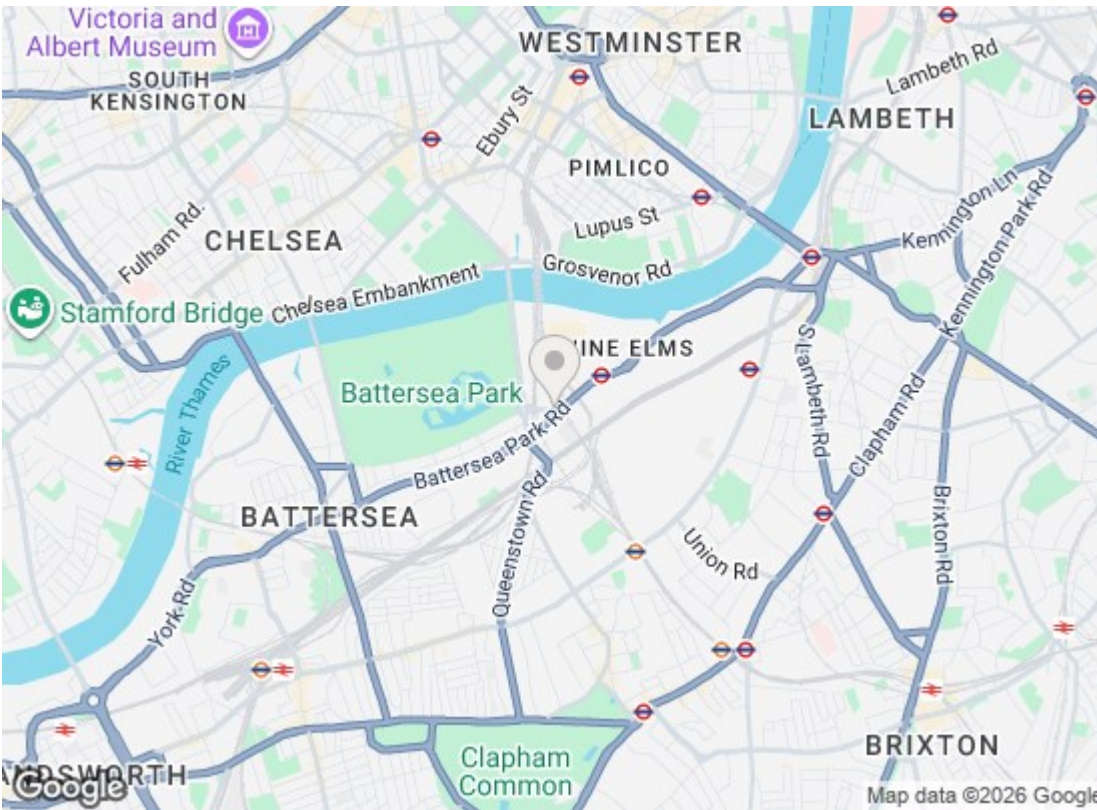 Victoria and
Albert Museum
SOUTH
KENSINGTON
WESTMINSTER
Lambeth Rd
LAMBETH
Ebury St
PIMLICO
Lupus St
Kennington Ln
Kennington Park Rd
Fulham Rd.
CHELSEA
Grosvenor Rd
Chelsea Embankment
Stamford Bridge
NINE ELMS
S Lambeth Rd
River Thames
Battersea Park
Clapham Rd
Battersea Park Rd
BATTERSEA
Queenstown Rd
Union Rd
Brixton Rd
York Rd
BRIXTON
Clapham
Common
ANDSWORTH
Google
Map data ©2026 Google